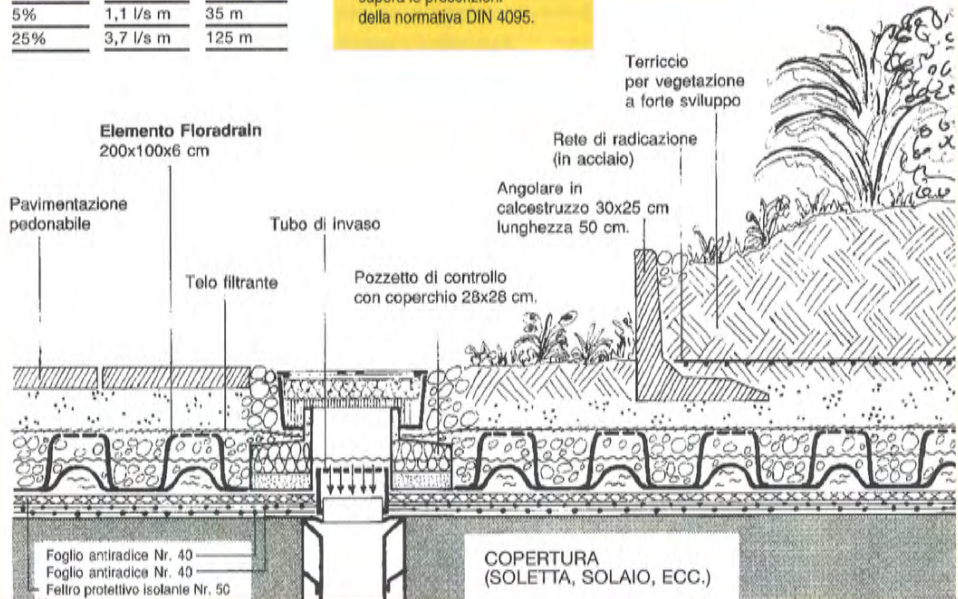 5% 1,1 l/s m 35 m
25% 3,7 l/s m 125 m
della normativa DIN 4095.
Elemento Floradrain
200x100x6 cm
Pavimentazione
pedonabile
Telo filtrante
Tubo di invaso
Pozzetto di controllo
con coperchio 28x28 cm.
Terriccio
per vegetazione
a forte sviluppo
Rete di radicazione
(in acciaio)
Angolare in
calcestruzzo 30x25 cm
lunghezza 50 cm.
Foglio antiradice Nr. 40
Foglio antiradice Nr. 40
Feltro protettivo isolante Nr. 50
COPERTURA
(SOLETTA, SOLAIO, ECC.)